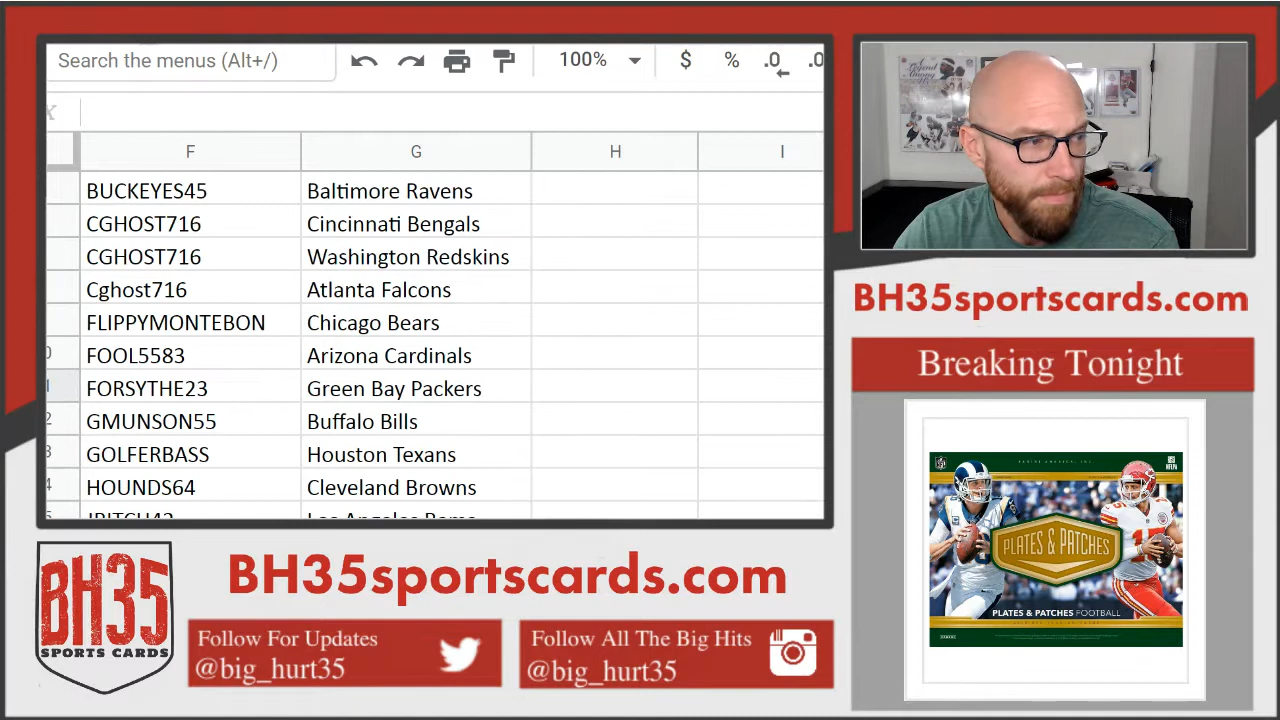 Search the menus (Alt+/)
100%
$
%
.0
.0
F
G
H
I
BUCKEYES45
Baltimore Ravens
CGHOST716
Cincinnati Bengals
CGHOST716
Washington Redskins
Cghost716
Atlanta Falcons
FLIPPYMONTEBON
Chicago Bears
FOOL5583
Arizona Cardinals
FORSYTHE23
Green Bay Packers
GMUNSON55
Buffalo Bills
GOLFERBASS
Houston Texans
HOUNDS64
Cleveland Browns
BH35sportscards.com
Breaking Tonight
PLATES & PATCHES
PLATES & PATCHES FOOTBALL
BH35
SPORTS CARDS
BH35sportscards.com
Follow For Updates
@big_hurt35
Follow All The Big Hits
@big_hurt35